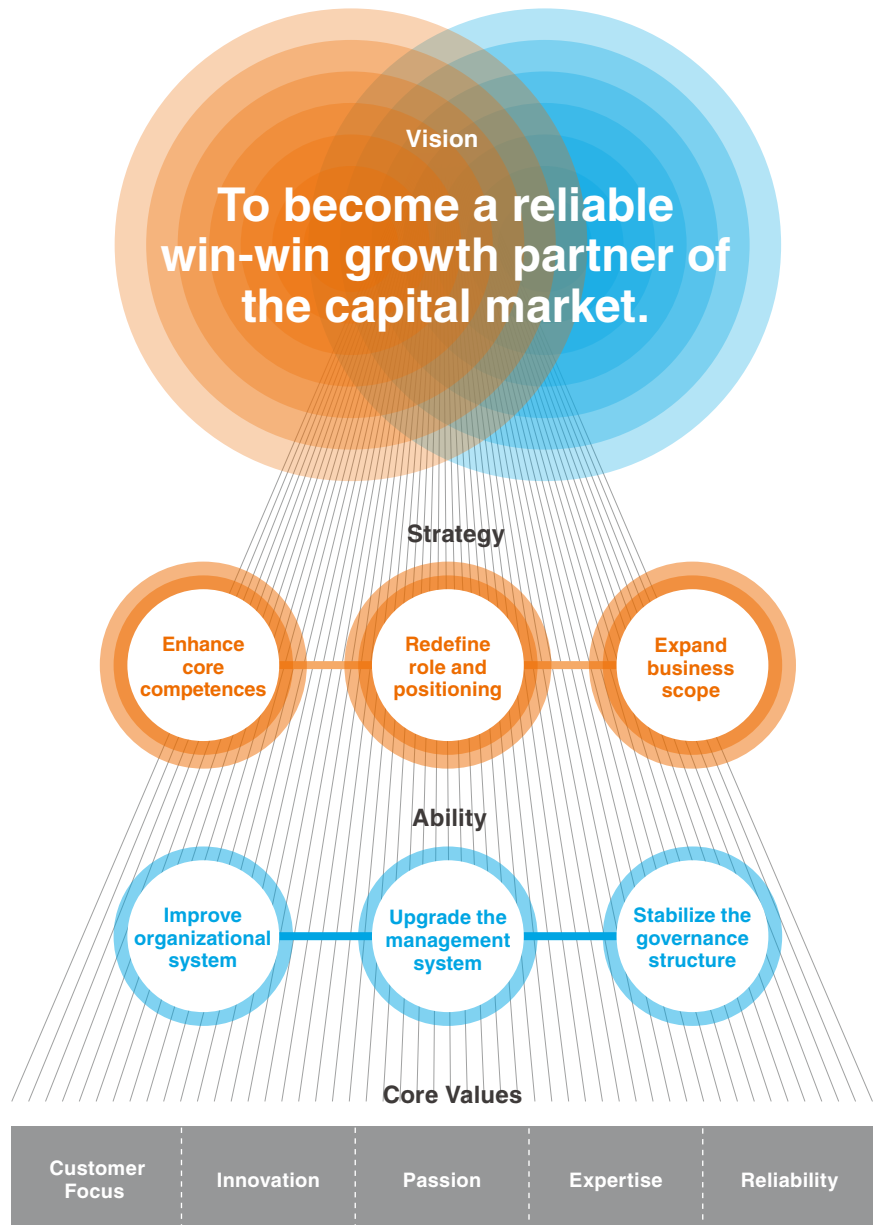 Vision
To become a reliable
win-win growth partner of
the capital market.
Strategy
Enhance
core
competences
Redefine
role and
positioning
Expand
business
scope
Ability
Improve
organizational
system
Upgrade the
management
system
Stabilize the
governance
structure
Core Values
Customer
Focus
Innovation
Passion
Expertise
Reliability